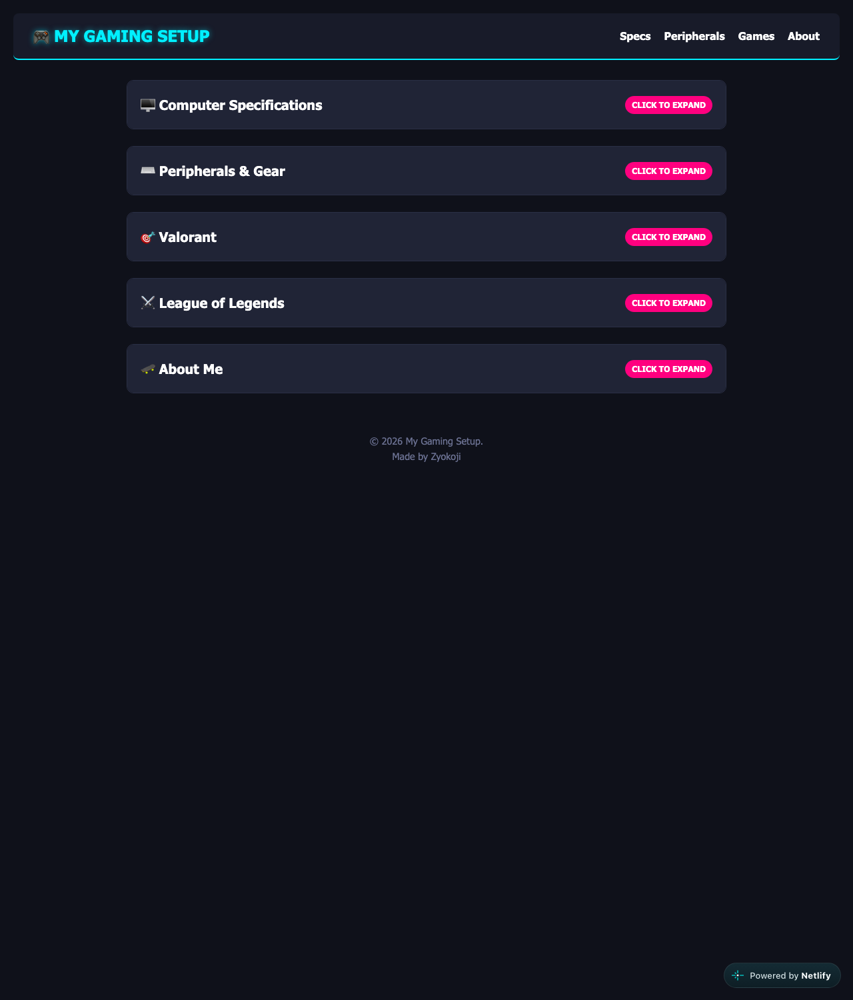 🎮 MY GAMING SETUP
Specs Peripherals Games About
🖥️ Computer Specifications
CLICK TO EXPAND
⌨️ Peripherals & Gear
CLICK TO EXPAND
🎯 Valorant
CLICK TO EXPAND
⚔️ League of Legends
CLICK TO EXPAND
🛹 About Me
CLICK TO EXPAND
© 2026 My Gaming Setup.
Made by Zyokoji
Powered by Netlify